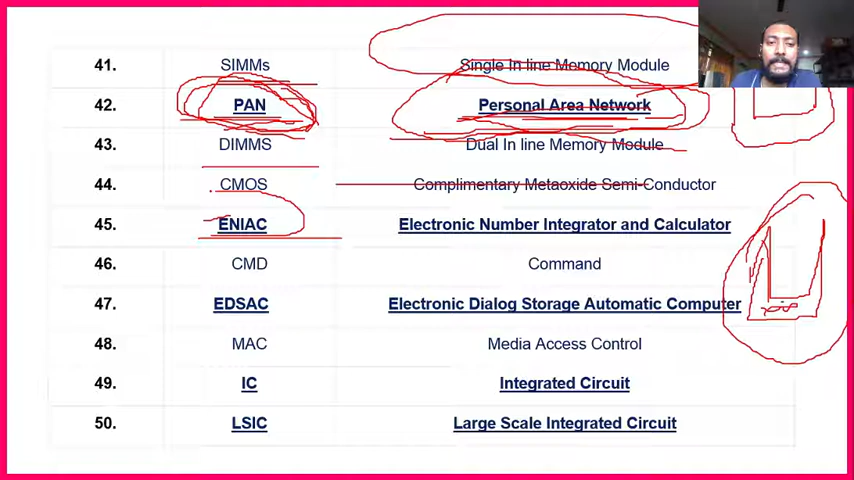 41. SIMMs Single In line Memory Module
42. PAN Personal Area Network
43. DIMMS Dual In line Memory Module
44. CMOS Complimentary Metaoxide Semi-Conductor
45. ENIAC Electronic Number Integrator and Calculator
46. CMD Command
47. EDSAC Electronic Dialog Storage Automatic Computer
48. MAC Media Access Control
49. IC Integrated Circuit
50. LSIC Large Scale Integrated Circuit